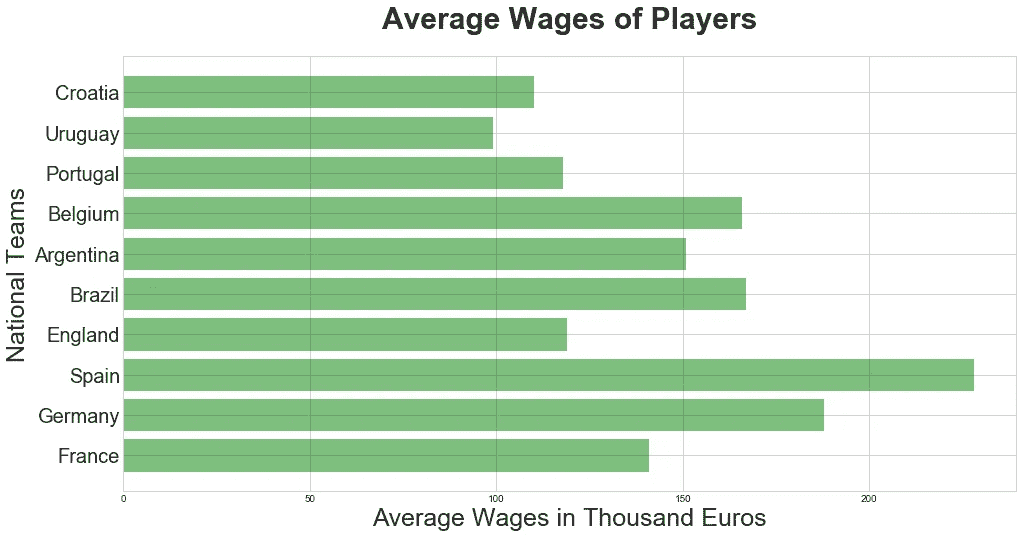 Average Wages of Players
National Teams
Croatia
Uruguay
Portugal
Belgium
Argentina
Brazil
England
Spain
Germany
France
0 50 100 150 200
Average Wages in Thousand Euros